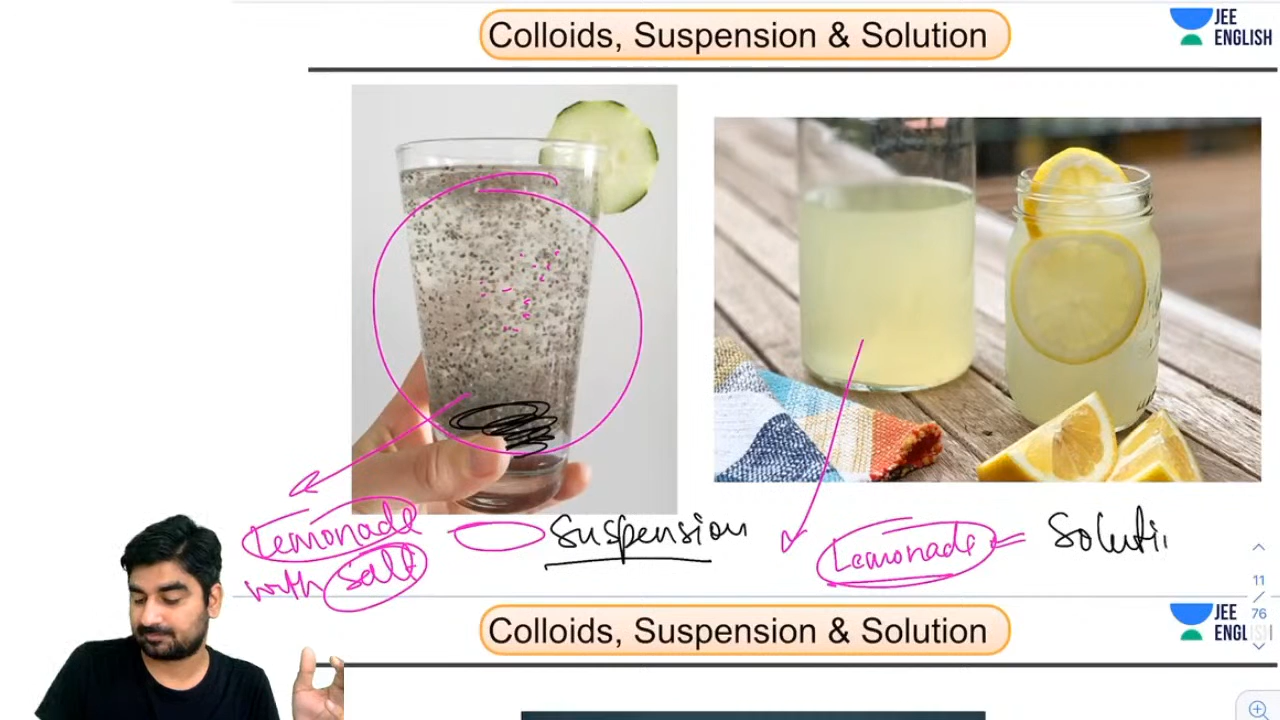 Colloids, Suspension & Solution
JEE
ENGLISH
Lemonade
with salt
Suspension
Lemonade
Soluti
11
/
76
Colloids, Suspension & Solution
JEE
ENGLISH